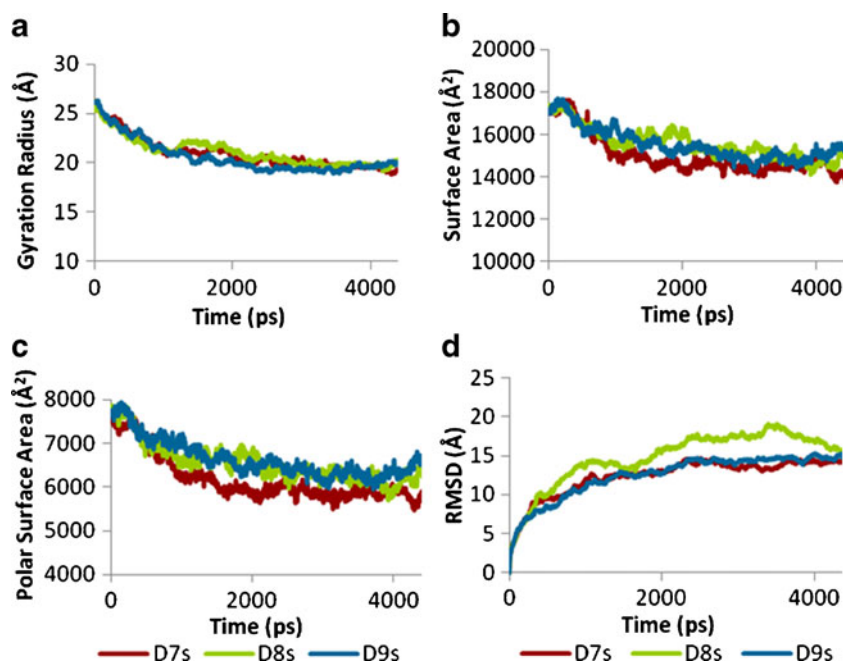 a
Gyration Radius (Å)
30
25
20
15
10
0
2000
4000
Time (ps)
b
Surface Area (Å²)
20000
18000
16000
14000
12000
10000
0
2000
4000
Time (ps)
c
Polar Surface Area (Å²)
8000
7000
6000
5000
4000
0
2000
4000
Time (ps)
d
RMSD (Å)
25
20
15
10
5
0
0
2000
4000
Time (ps)
D7s D8s D9s
D7s D8s D9s